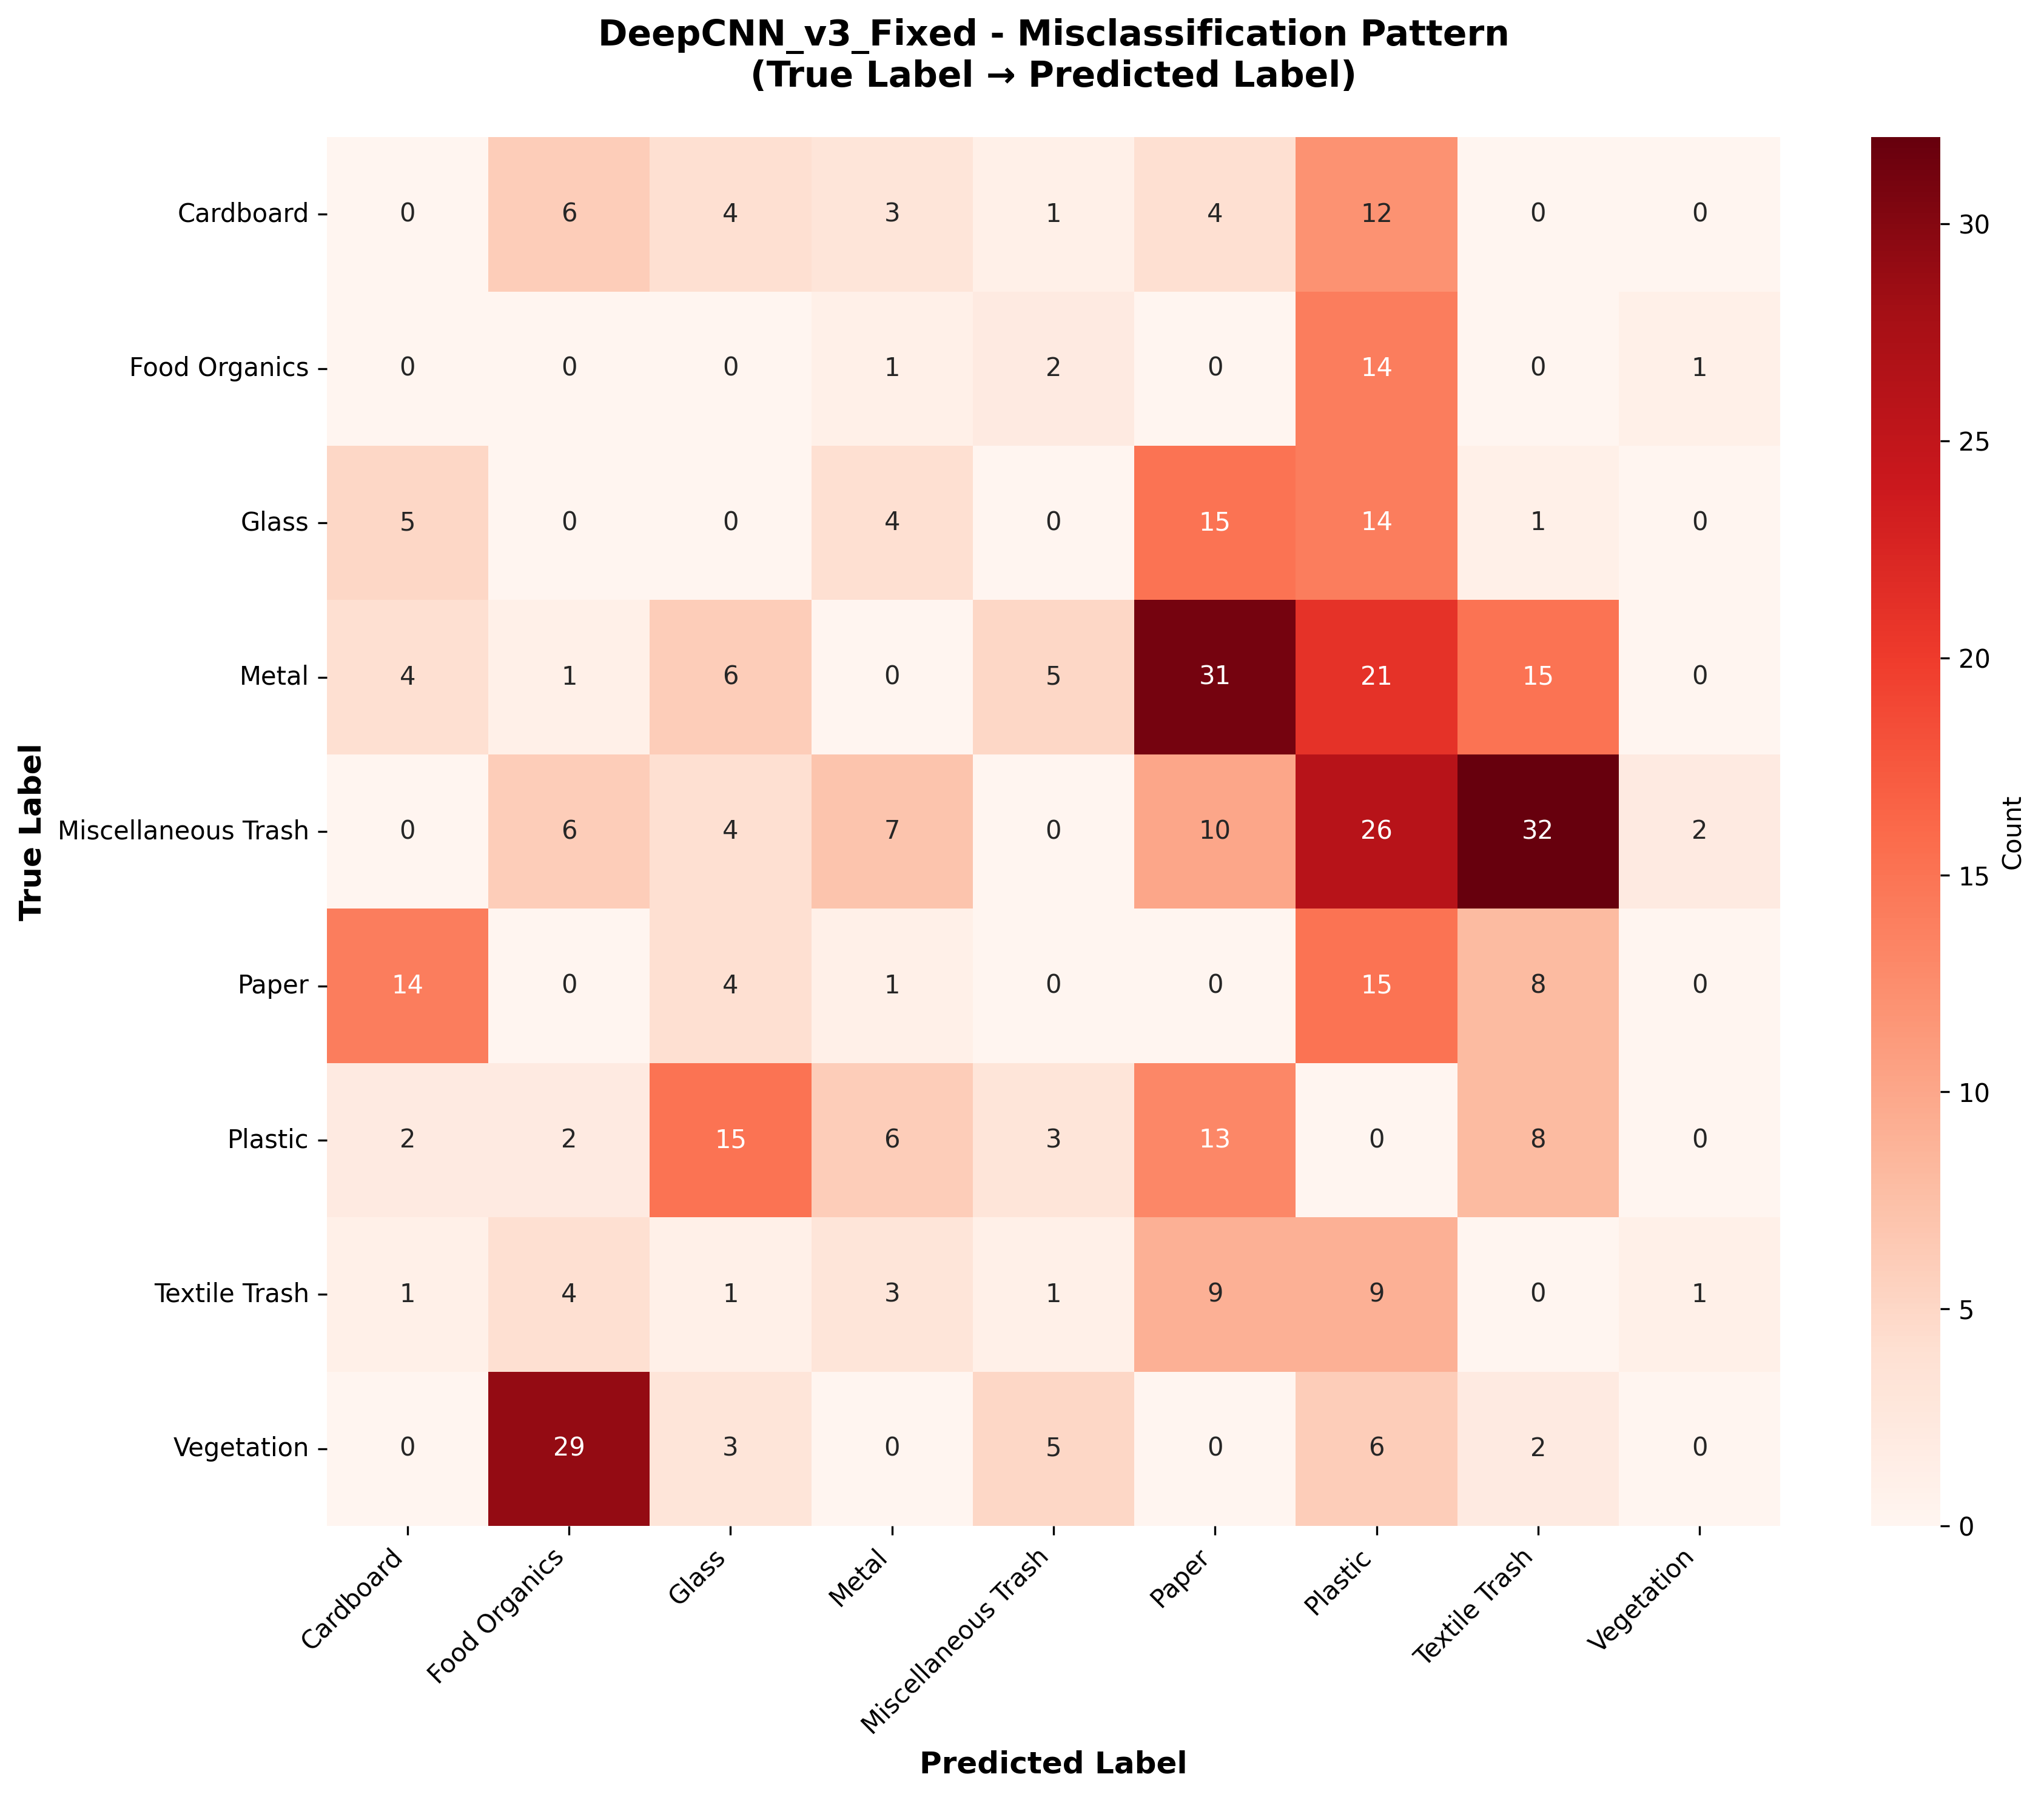 DeepCNN_v3_Fixed - Misclassification Pattern
(True Label → Predicted Label)
Cardboard 0 6 4 3 1 4 12 0 0
Food Organics 0 0 0 1 2 0 14 0 1
Glass 5 0 0 4 0 15 14 1 0
Metal 4 1 6 0 5 31 21 15 0
Miscellaneous Trash 0 6 4 7 0 10 26 32 2
Paper 14 0 4 1 0 0 15 8 0
Plastic 2 2 15 6 3 13 0 8 0
Textile Trash 1 4 1 3 1 9 9 0 1
Vegetation 0 29 3 0 5 0 6 2 0
True Label
Cardboard
Food Organics
Glass
Metal
Miscellaneous Trash
Paper
Plastic
Textile Trash
Vegetation
Predicted Label
30
25
20
15
10
5
0
Count